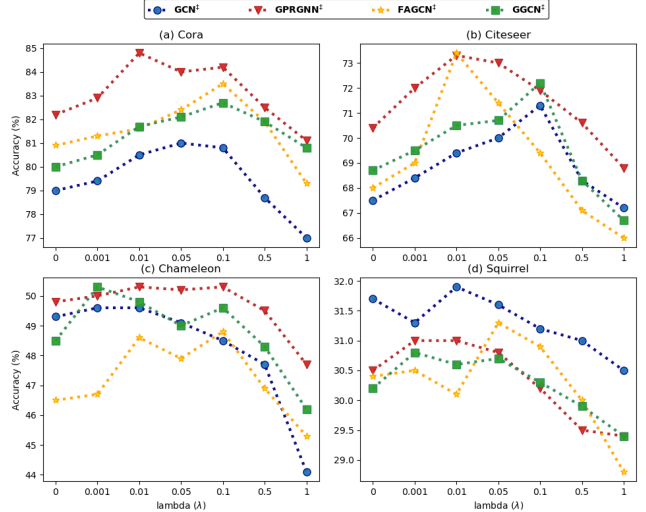 GCN‡ GPRGNN‡ FAGCN‡ GGCN‡
(a) Cora
(b) Citeseer
Accuracy (%)
85
84
83
82
81
80
79
78
77
0 0.001 0.01 0.05 0.1 0.5 1
73
72
71
70
69
68
67
66
0 0.001 0.01 0.05 0.1 0.5 1
(c) Chameleon
(d) Squirrel
Accuracy (%)
50
49
48
47
46
45
44
0 0.001 0.01 0.05 0.1 0.5 1
lambda (λ)
32.0
31.5
31.0
30.5
30.0
29.5
29.0
0 0.001 0.01 0.05 0.1 0.5 1
lambda (λ)